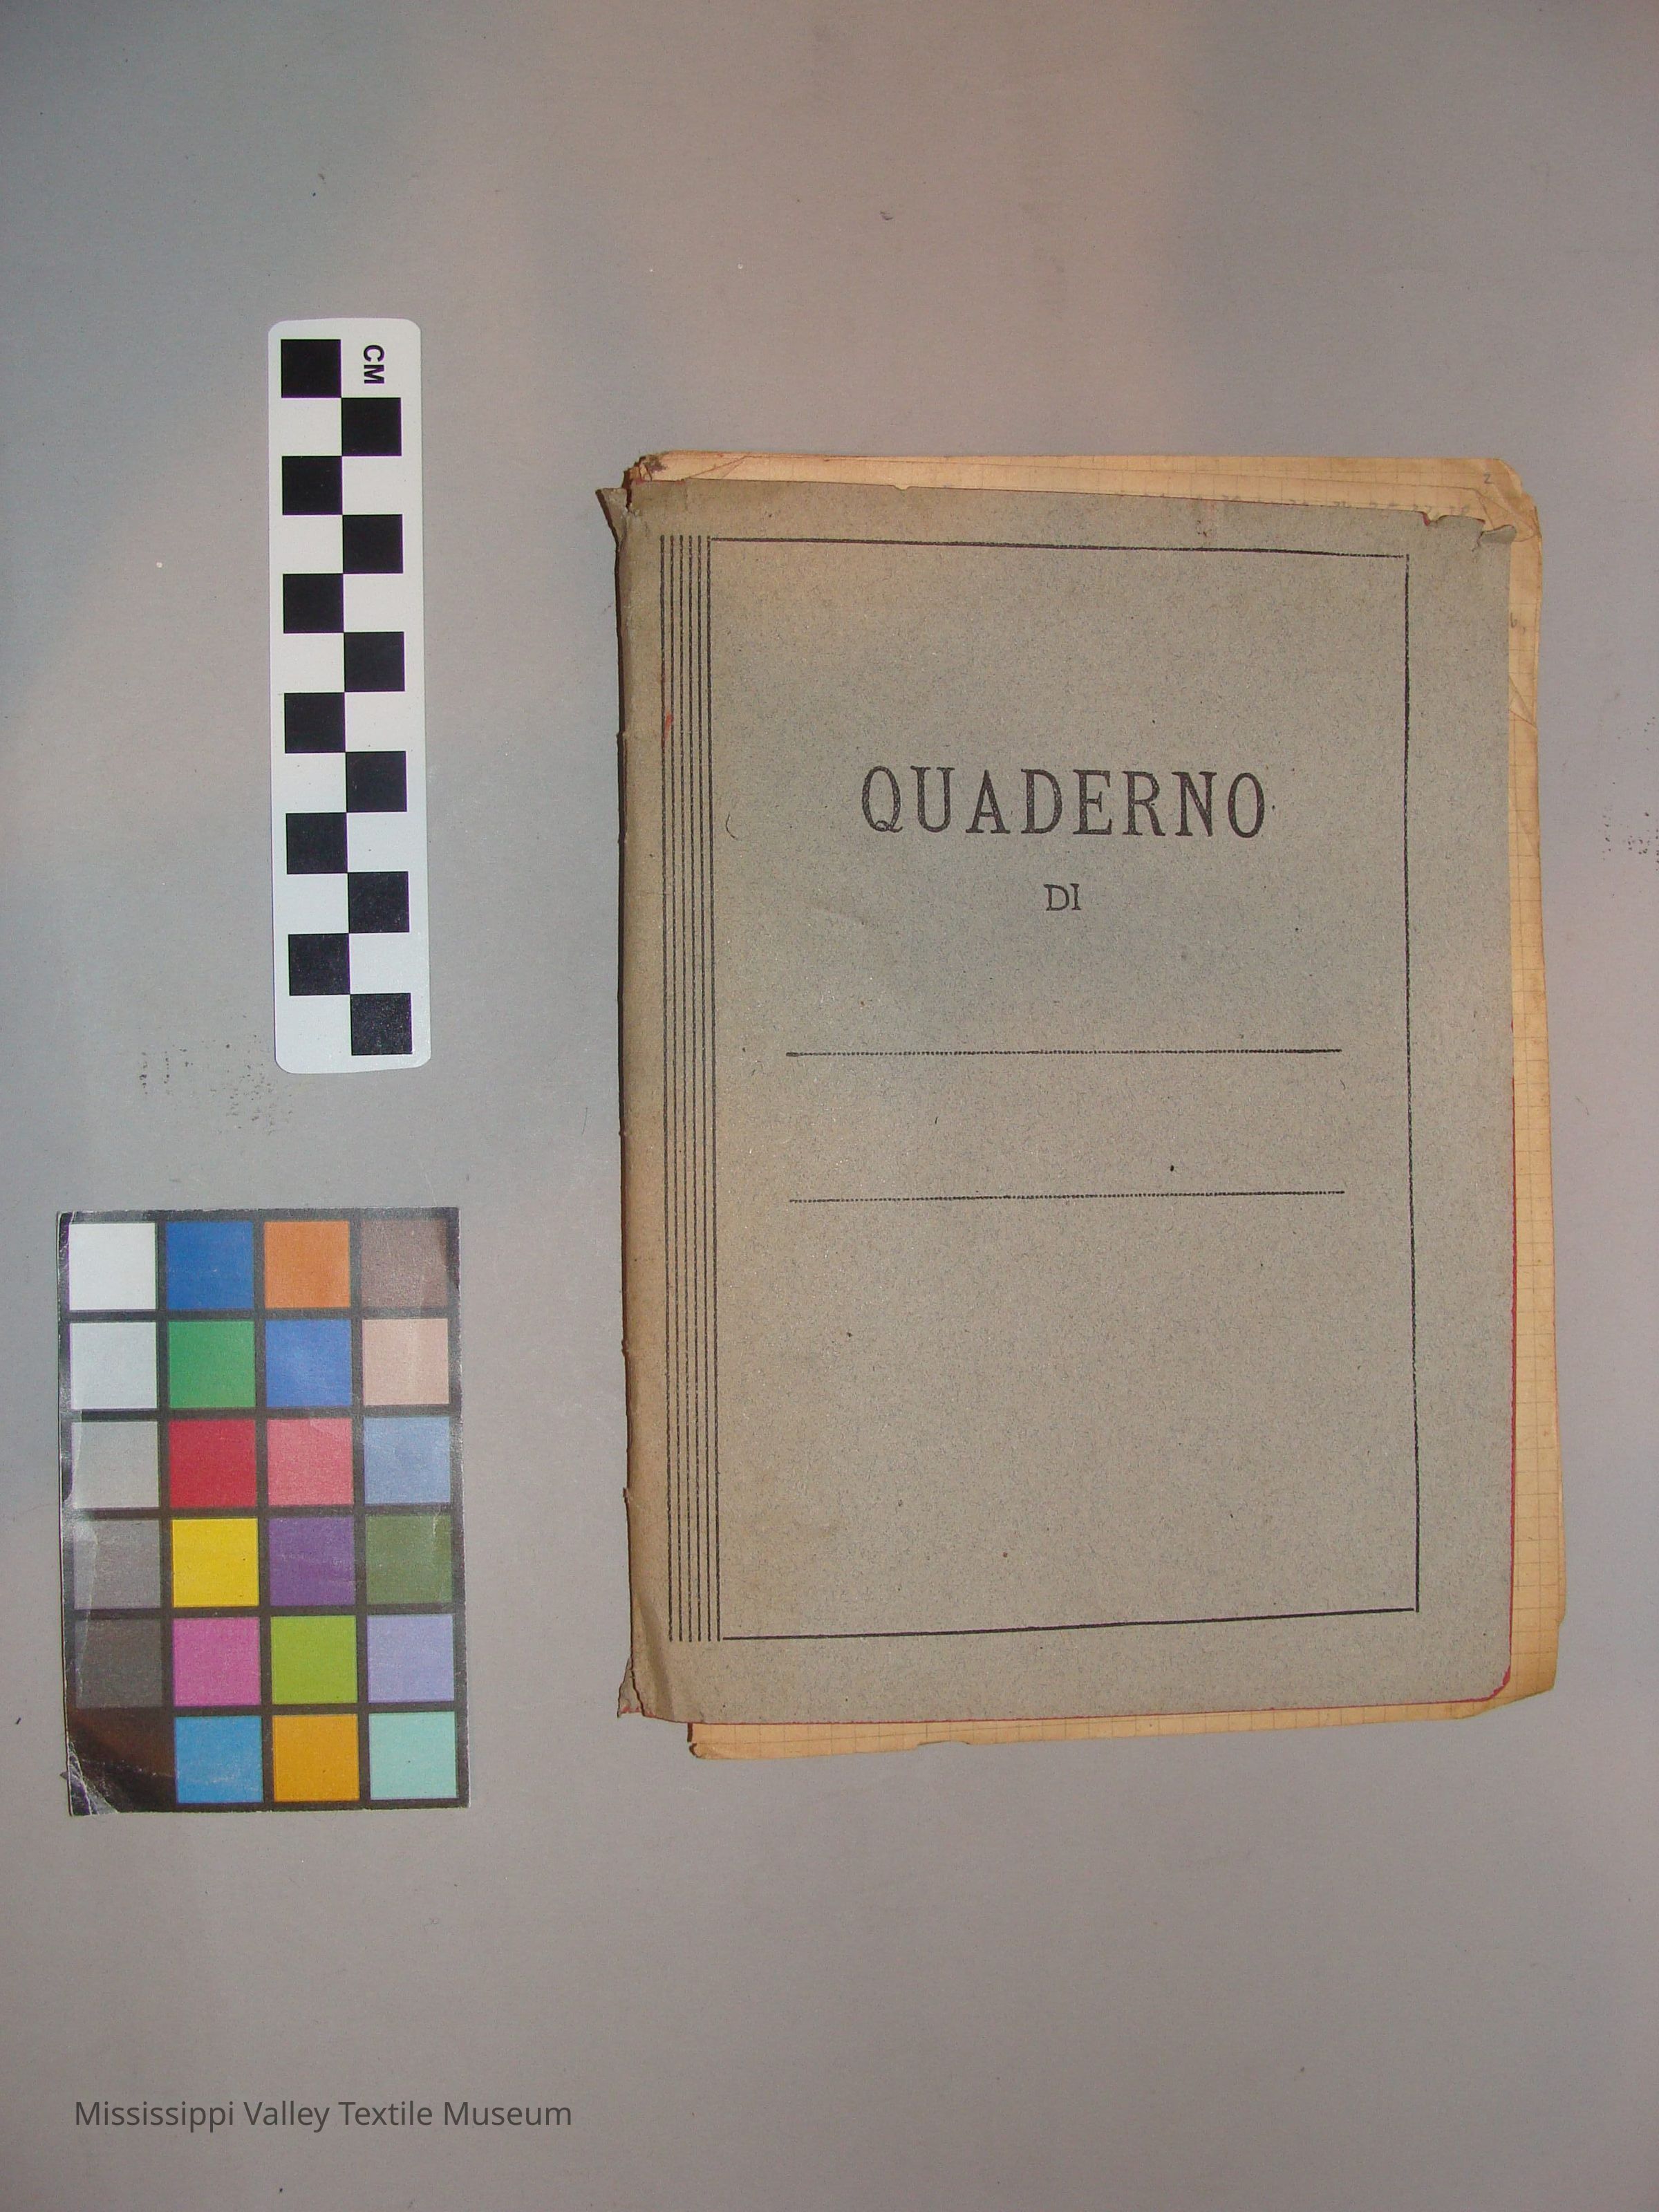 CM
QUADERNO
DI
Mississippi Valley Textile Museum